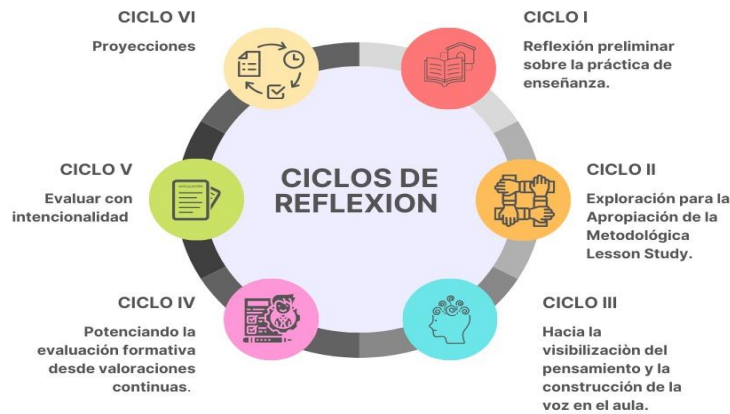 CICLOS DE
REFLEXION
CICLO I
Reflexión preliminar
sobre la práctica de
enseñanza.
CICLO II
Exploración para la
Apropiación de la
Metodológica
Lesson Study.
CICLO III
Hacia la
visibilizaciòn del
pensamiento y la
construcción de la
voz en el aula.
CICLO IV
Potenciando la
evaluación formativa
desde valoraciones
continuas.
CICLO V
Evaluar con
intencionalidad
CICLO VI
Proyecciones